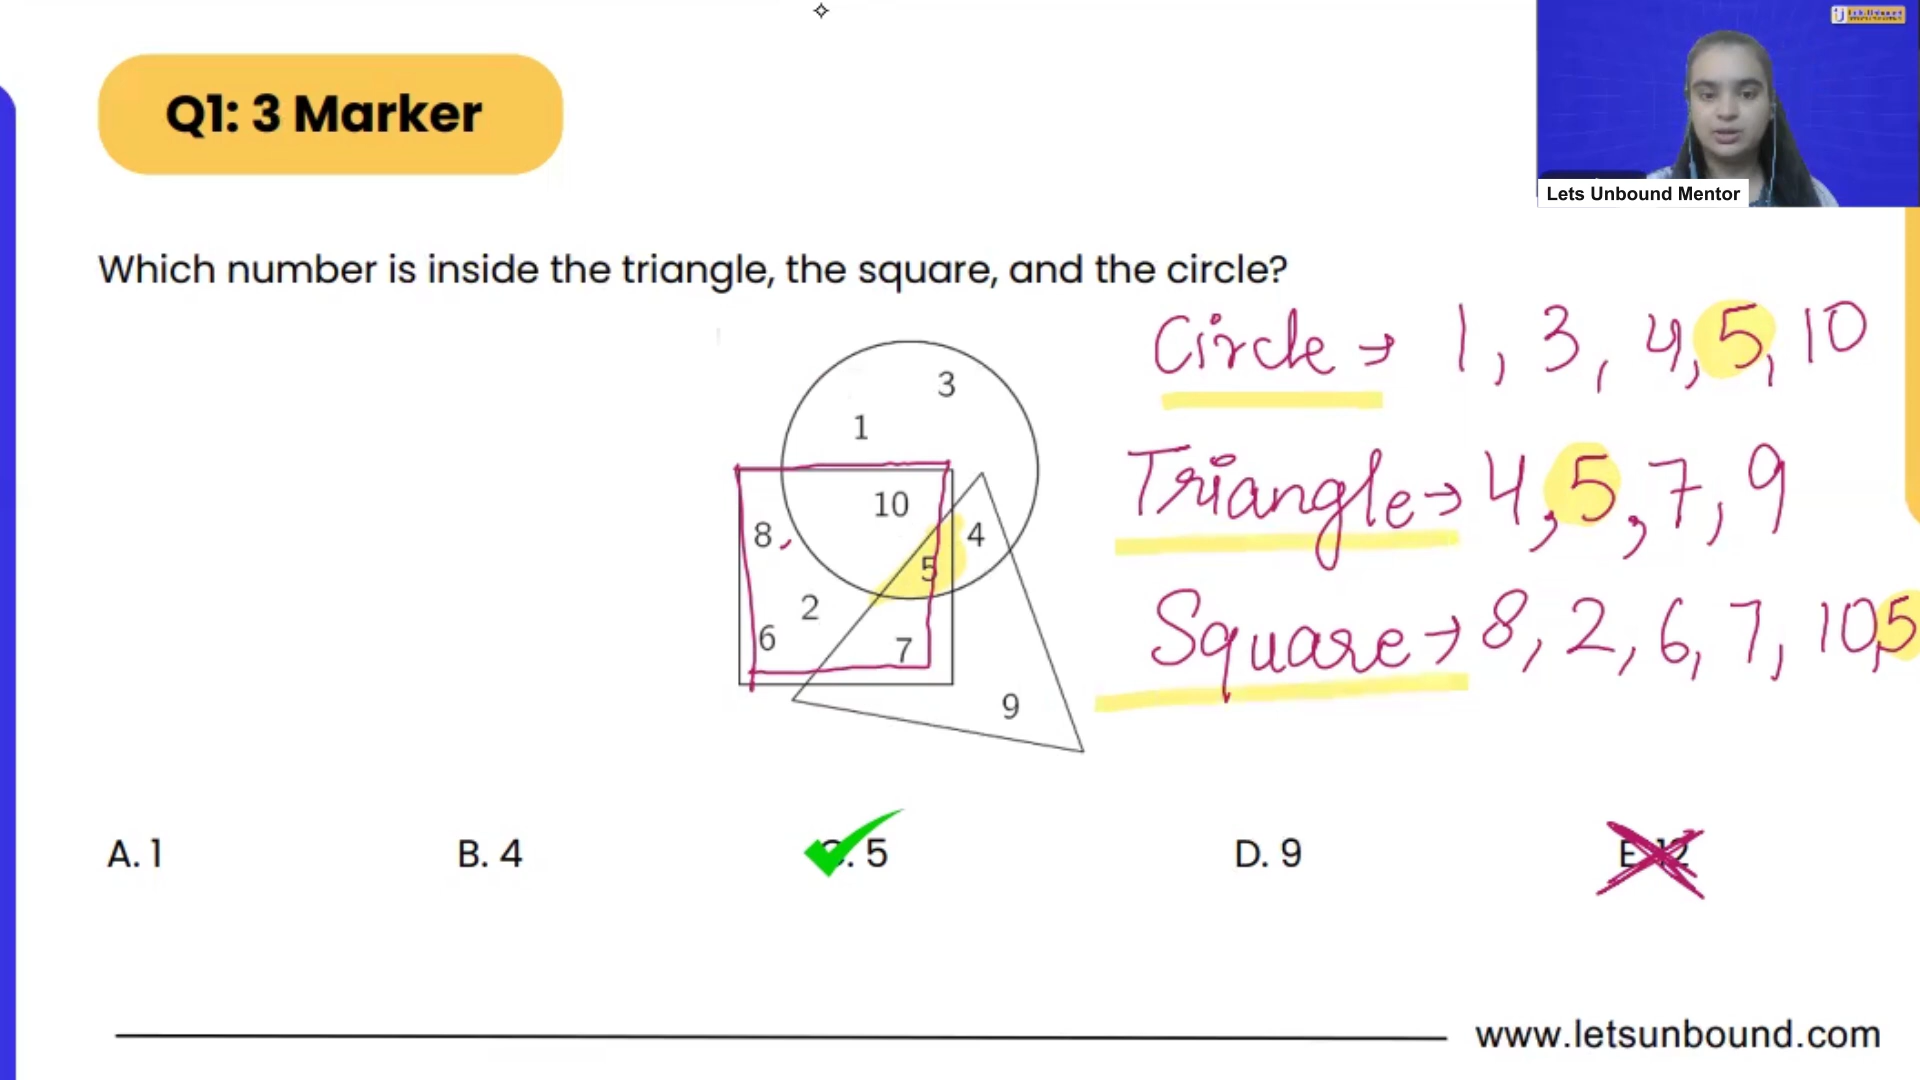 Q1: 3 Marker
Lets Unbound Mentor
Which number is inside the triangle, the square, and the circle?
Circle → 1, 3, 4, 5, 10
Triangle → 4, 5, 7, 9
Square → 8, 2, 6, 7, 10, 5
3
1
10
8,
4
5
2
6
7
9
A. 1
B. 4
C. 5
D. 9
E. 12
www.letsunbound.com